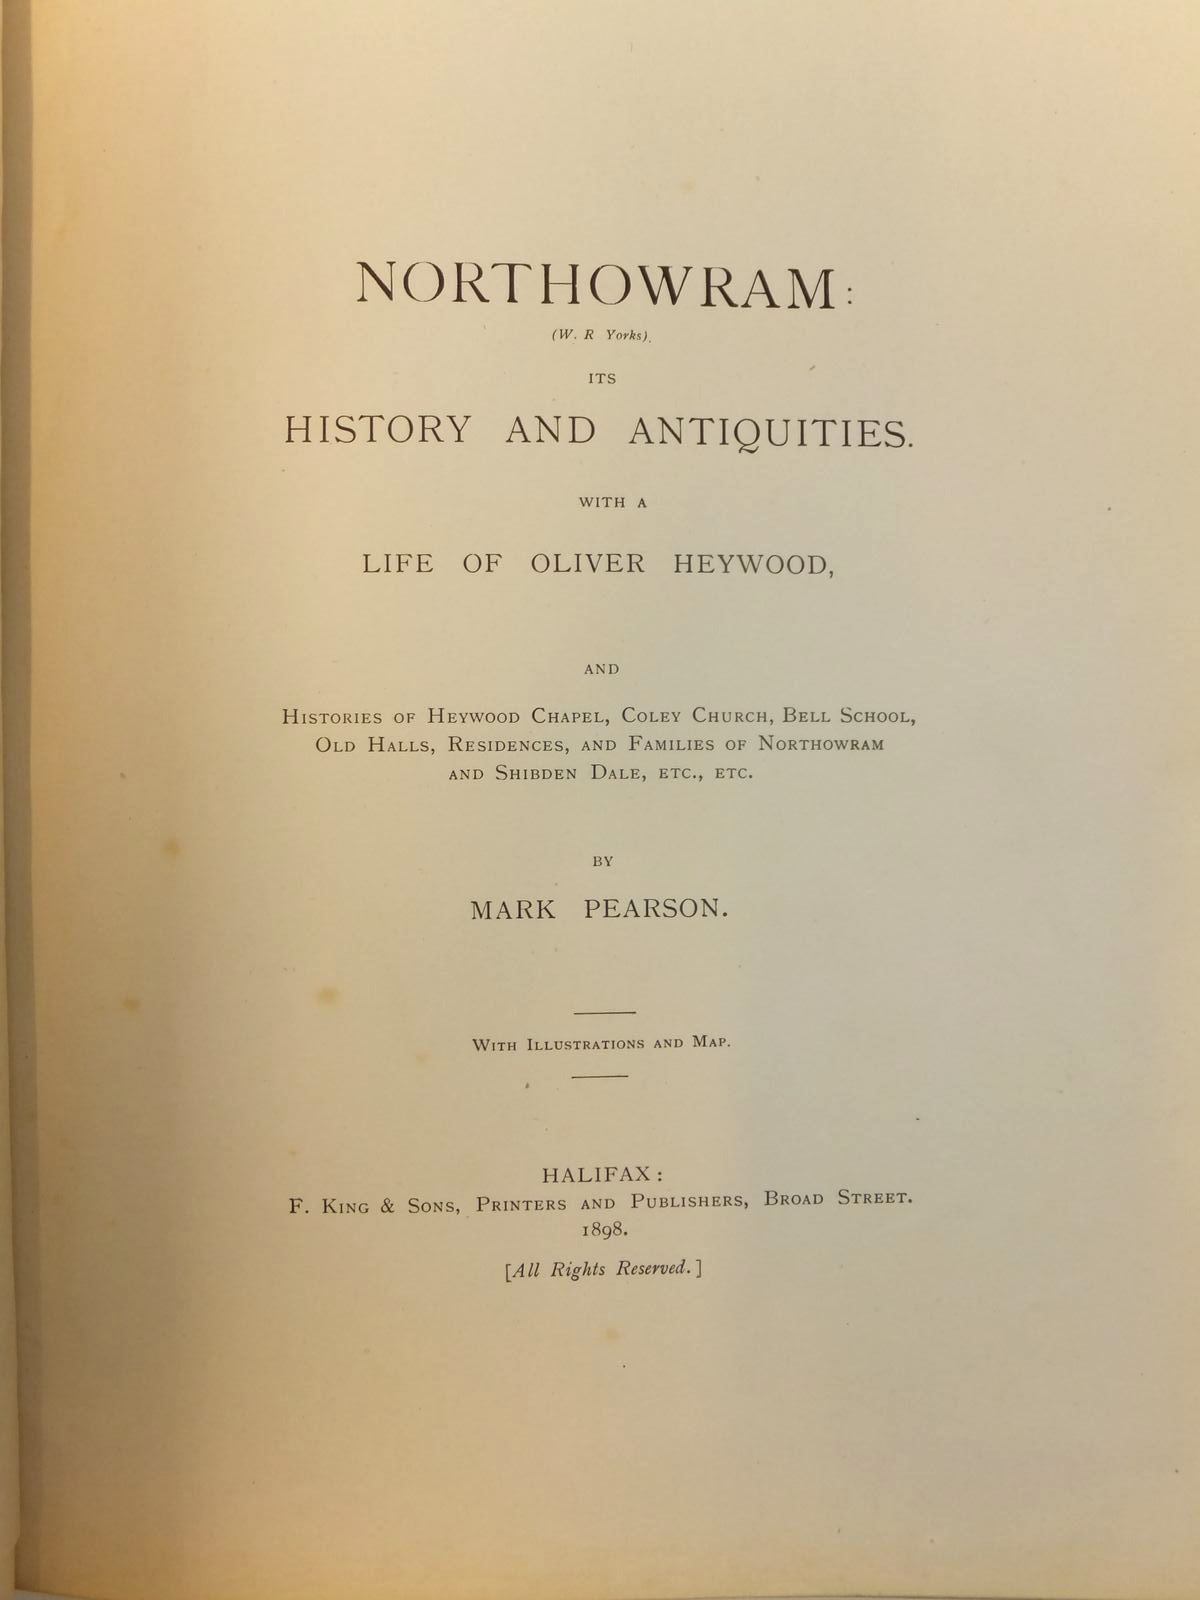 NORTHOWRAM:
(W. R Yorks).
ITS
HISTORY AND ANTIQUITIES.
WITH A
LIFE OF OLIVER HEYWOOD,
AND
HISTORIES OF HEYWOOD CHAPEL, COLEY CHURCH, BELL SCHOOL,
OLD HALLS, RESIDENCES, AND FAMILIES OF NORTHOWRAM
AND SHIBDEN DALE, ETC., ETC.
BY
MARK PEARSON.
WITH ILLUSTRATIONS AND MAP.
HALIFAX:
F. KING & SONS, PRINTERS AND PUBLISHERS, BROAD STREET.
1898.
[All Rights Reserved.]